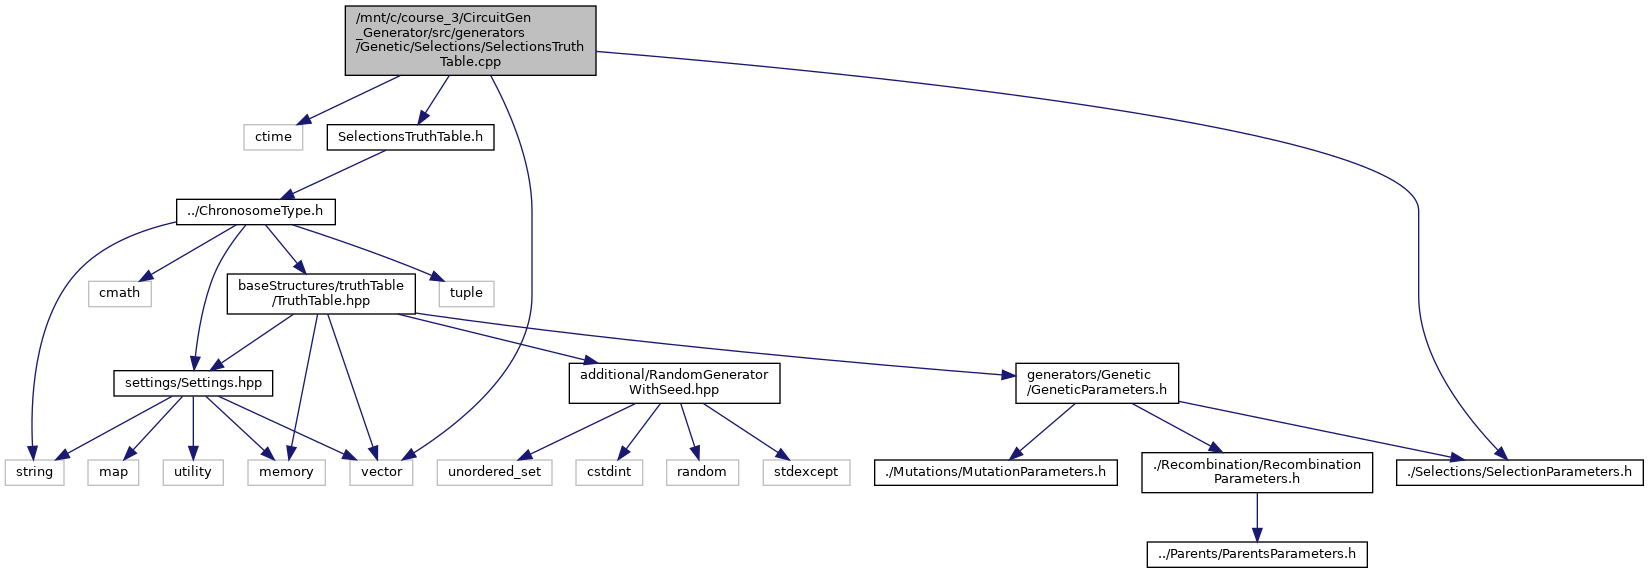 /mnt/c/course_3/CircuitGen
_Generator/src/generators
/Genetic/Selections/SelectionsTruth
Table.cpp
ctime
SelectionsTruthTable.h
../ChronosomeType.h
cmath
baseStructures/truthTable
/TruthTable.hpp
tuple
settings/Settings.hpp
additional/RandomGenerator
WithSeed.hpp
generators/Genetic
/GeneticParameters.h
string
map
utility
memory
vector
unordered_set
cstdint
random
stdexcept
./Mutations/MutationParameters.h
./Recombination/Recombination
Parameters.h
./Selections/SelectionParameters.h
../Parents/ParentsParameters.h